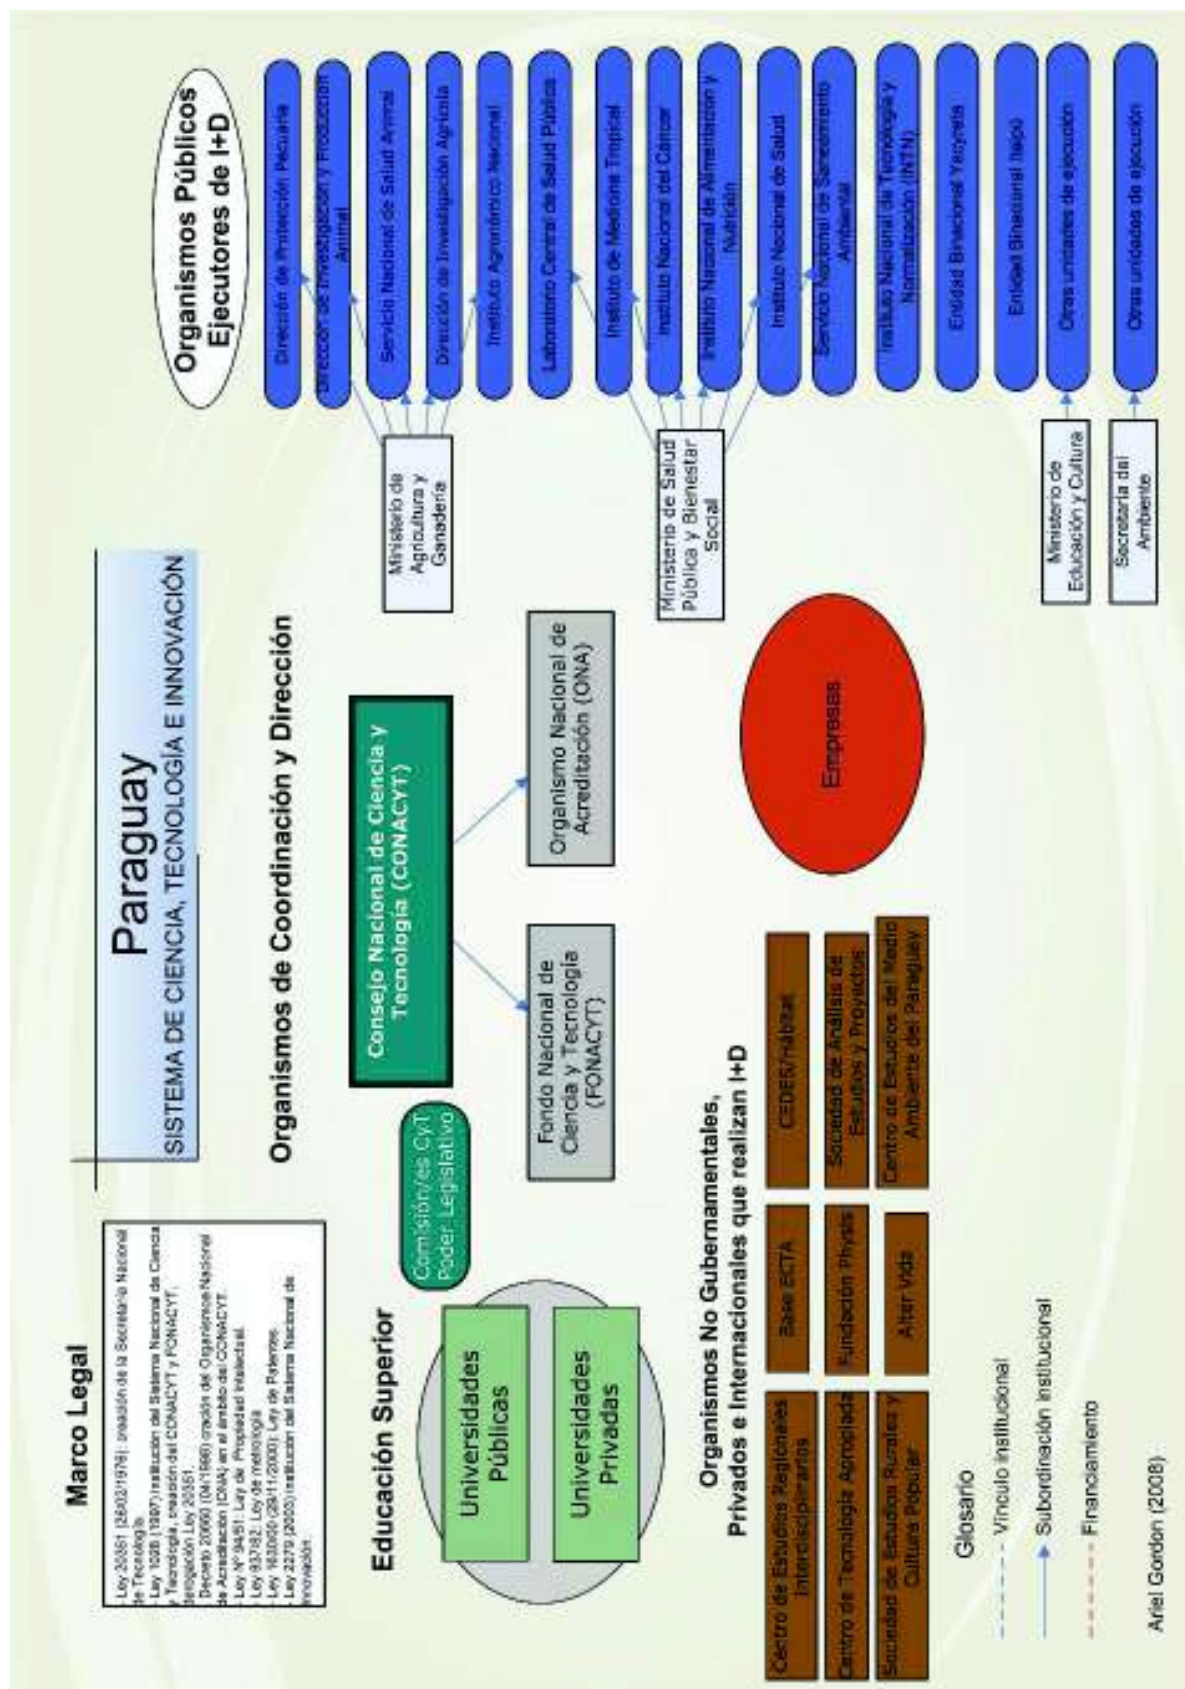 Paraguay
SISTEMA DE CIENCIA, TECNOLOGÍA E INNOVACIÓN
Marco Legal
- Ley 20351 (26/02/1976): creación de la Secretaría Nacional
de Tecnología.
- Ley 1028 (1997) institución del Sistema Nacional de Ciencia
y Tecnología, creación del CONACYT y FONACYT,
derogación Ley 20351.
Decreto 20660 (04/1998) creación del Organismo Nacional
de Acreditación (ONA) en al ámbito del CONACYT.
- Ley Nº 94/51: Ley de Propiedad Intelectual.
- Ley 937/82: Ley de metrología
- Ley (29/11/2000): Ley de Patentes.
- Ley 2279 (2003) institución del Sistema Nacional de
Innovación.
Organismos de Coordinación y Dirección
Consejo Nacional de Ciencia y
Tecnología (CONACYT)
Comisión/es CyT
Poder Legislativo
Fondo Nacional de
Ciencia y Tecnología
(FONACYT)
Organismo Nacional de
Acreditación (ONA)
Educación Superior
Universidades
Públicas
Universidades
Privadas
Organismos No Gubernamentales,
Privados e Internacionales que realizan I+D
Centro de Estudios Regionales
Interdisciplinarios
Base ECTA
CEDES/Hábitat
Centro de Tecnología Apropiada
Fundación Physis
Sociedad de Análisis de
Estudios y Proyectos
Sociedad de Estudios Rurales y
Cultura Popular
Alter Vida
Centro de Estudios del Medio
Ambiente del Paraguay
Empresas
Organismos Públicos
Ejecutores de I+D
Ministerio de
Agricultura y
Ganadería
Ministerio de Salud
Pública y Bienestar
Social
Ministerio de
Educación y Cultura
Secretaría del
Ambiente
Dirección de Protección Pecuaria
Dirección de Investigación y Producción
Animal
Servicio Nacional de Salud Animal
Dirección de Investigación Agrícola
Instituto Agronómico Nacional
Laboratorio Central de Salud Público
Instituto de Medicina Tropical
Instituto Nacional del Cáncer
Instituto Nacional de Alimentación y
Nutrición
Instituto Nacional de Salud
Servicio Nacional de Saneamiento
Ambiental
Instituto Nacional de Tecnología y
Normalización (INTN)
Entidad Binacional Yacyreta
Entidad Binacional Itaipú
Otras unidades de ejecución
Otras unidades de ejecución
Glosario
Vínculo institucional
Subordinación institucional
Financiamiento
Ariel Gordon (2008)